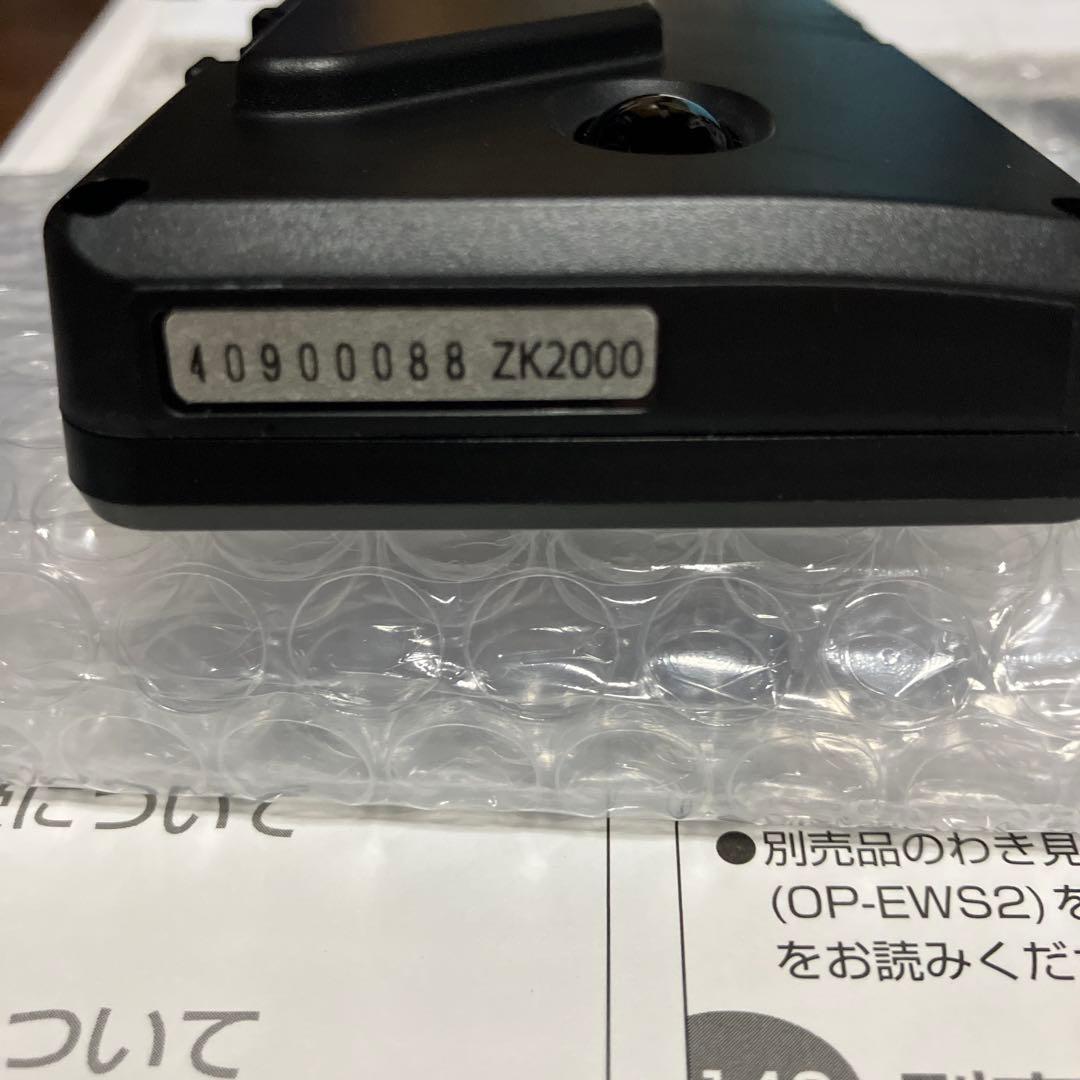 40900088 ZK2000
について
ついて
●別売品のわき見
(OP-EWS2)を
をお読みくださ